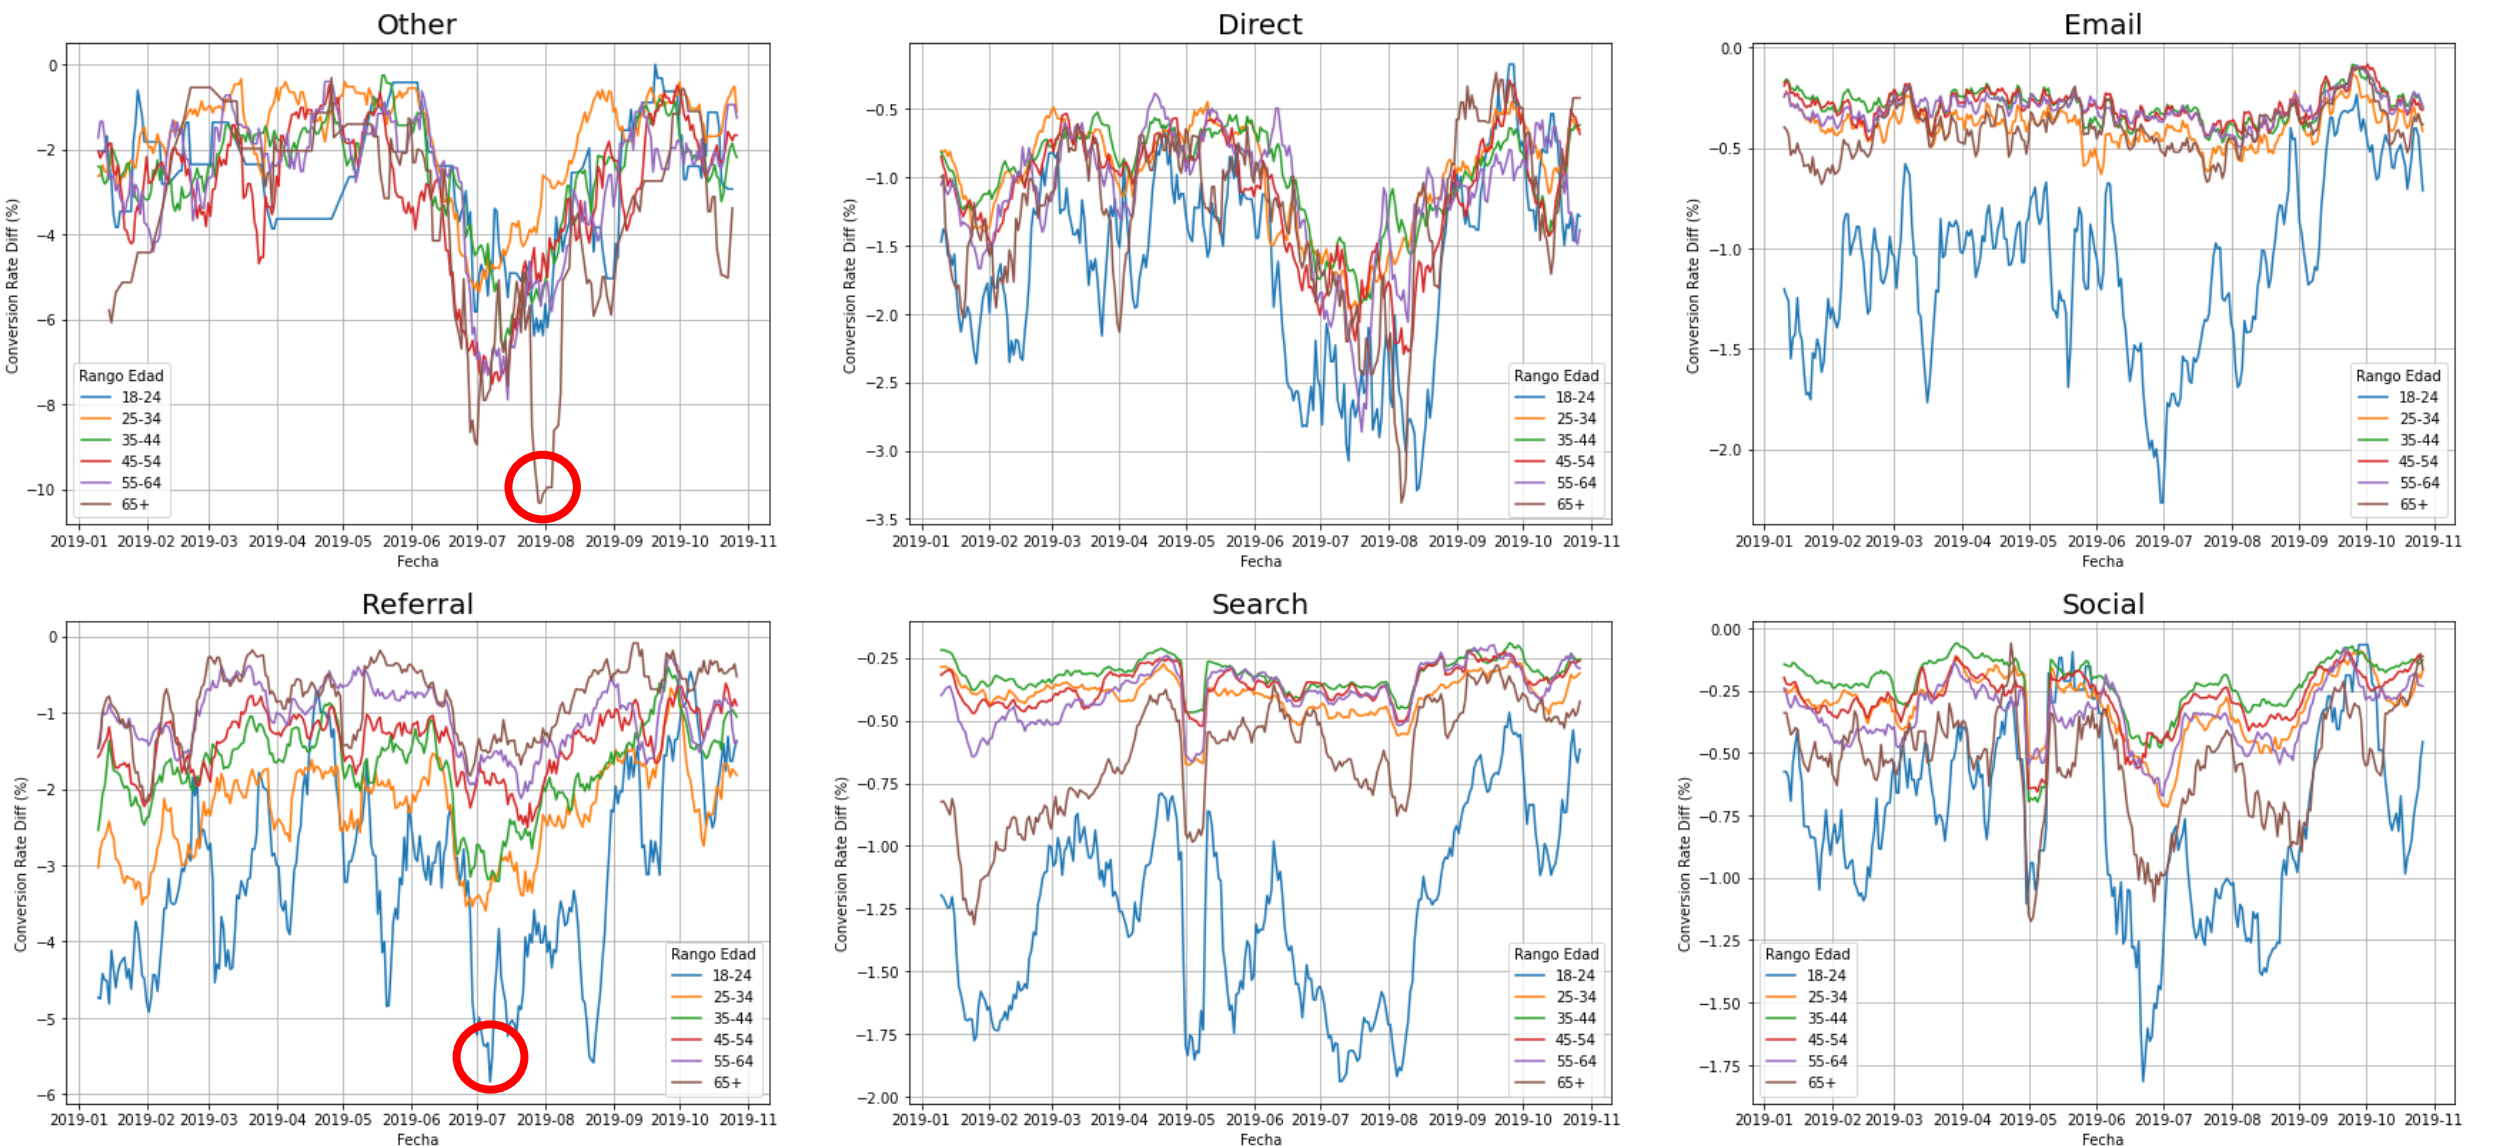 Other
Conversion Rate Diff (%)
0
−2
−4
−6
−8
−10
Rango Edad
18-24
25-34
35-44
45-54
55-64
65+
2019-01 2019-02 2019-03 2019-04 2019-05 2019-06 2019-07 2019-08 2019-09 2019-10 2019-11
Fecha
Direct
Conversion Rate Diff (%)
−0.5
−1.0
−1.5
−2.0
−2.5
−3.0
−3.5
Rango Edad
18-24
25-34
35-44
45-54
55-64
65+
2019-01 2019-02 2019-03 2019-04 2019-05 2019-06 2019-07 2019-08 2019-09 2019-10 2019-11
Fecha
Email
Conversion Rate Diff (%)
0.0
−0.5
−1.0
−1.5
−2.0
Rango Edad
18-24
25-34
35-44
45-54
55-64
65+
2019-01 2019-02 2019-03 2019-04 2019-05 2019-06 2019-07 2019-08 2019-09 2019-10 2019-11
Fecha
Referral
Conversion Rate Diff (%)
0
−1
−2
−3
−4
−5
−6
Rango Edad
18-24
25-34
35-44
45-54
55-64
65+
2019-01 2019-02 2019-03 2019-04 2019-05 2019-06 2019-07 2019-08 2019-09 2019-10 2019-11
Fecha
Search
Conversion Rate Diff (%)
−0.25
−0.50
−0.75
−1.00
−1.25
−1.50
−1.75
−2.00
Rango Edad
18-24
25-34
35-44
45-54
55-64
65+
2019-01 2019-02 2019-03 2019-04 2019-05 2019-06 2019-07 2019-08 2019-09 2019-10 2019-11
Fecha
Social
Conversion Rate Diff (%)
0.00
−0.25
−0.50
−0.75
−1.00
−1.25
−1.50
−1.75
Rango Edad
18-24
25-34
35-44
45-54
55-64
65+
2019-01 2019-02 2019-03 2019-04 2019-05 2019-06 2019-07 2019-08 2019-09 2019-10 2019-11
Fecha